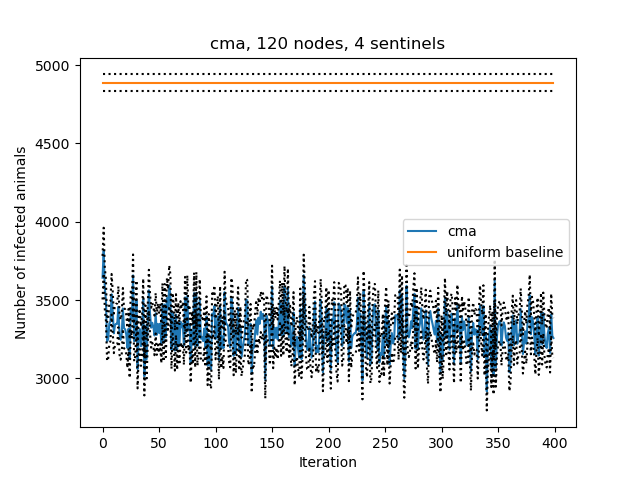 cma, 120 nodes, 4 sentinels
5000
4500
4000
3500
3000
Number of infected animals
cma
uniform baseline
0 50 100 150 200 250 300 350 400
Iteration